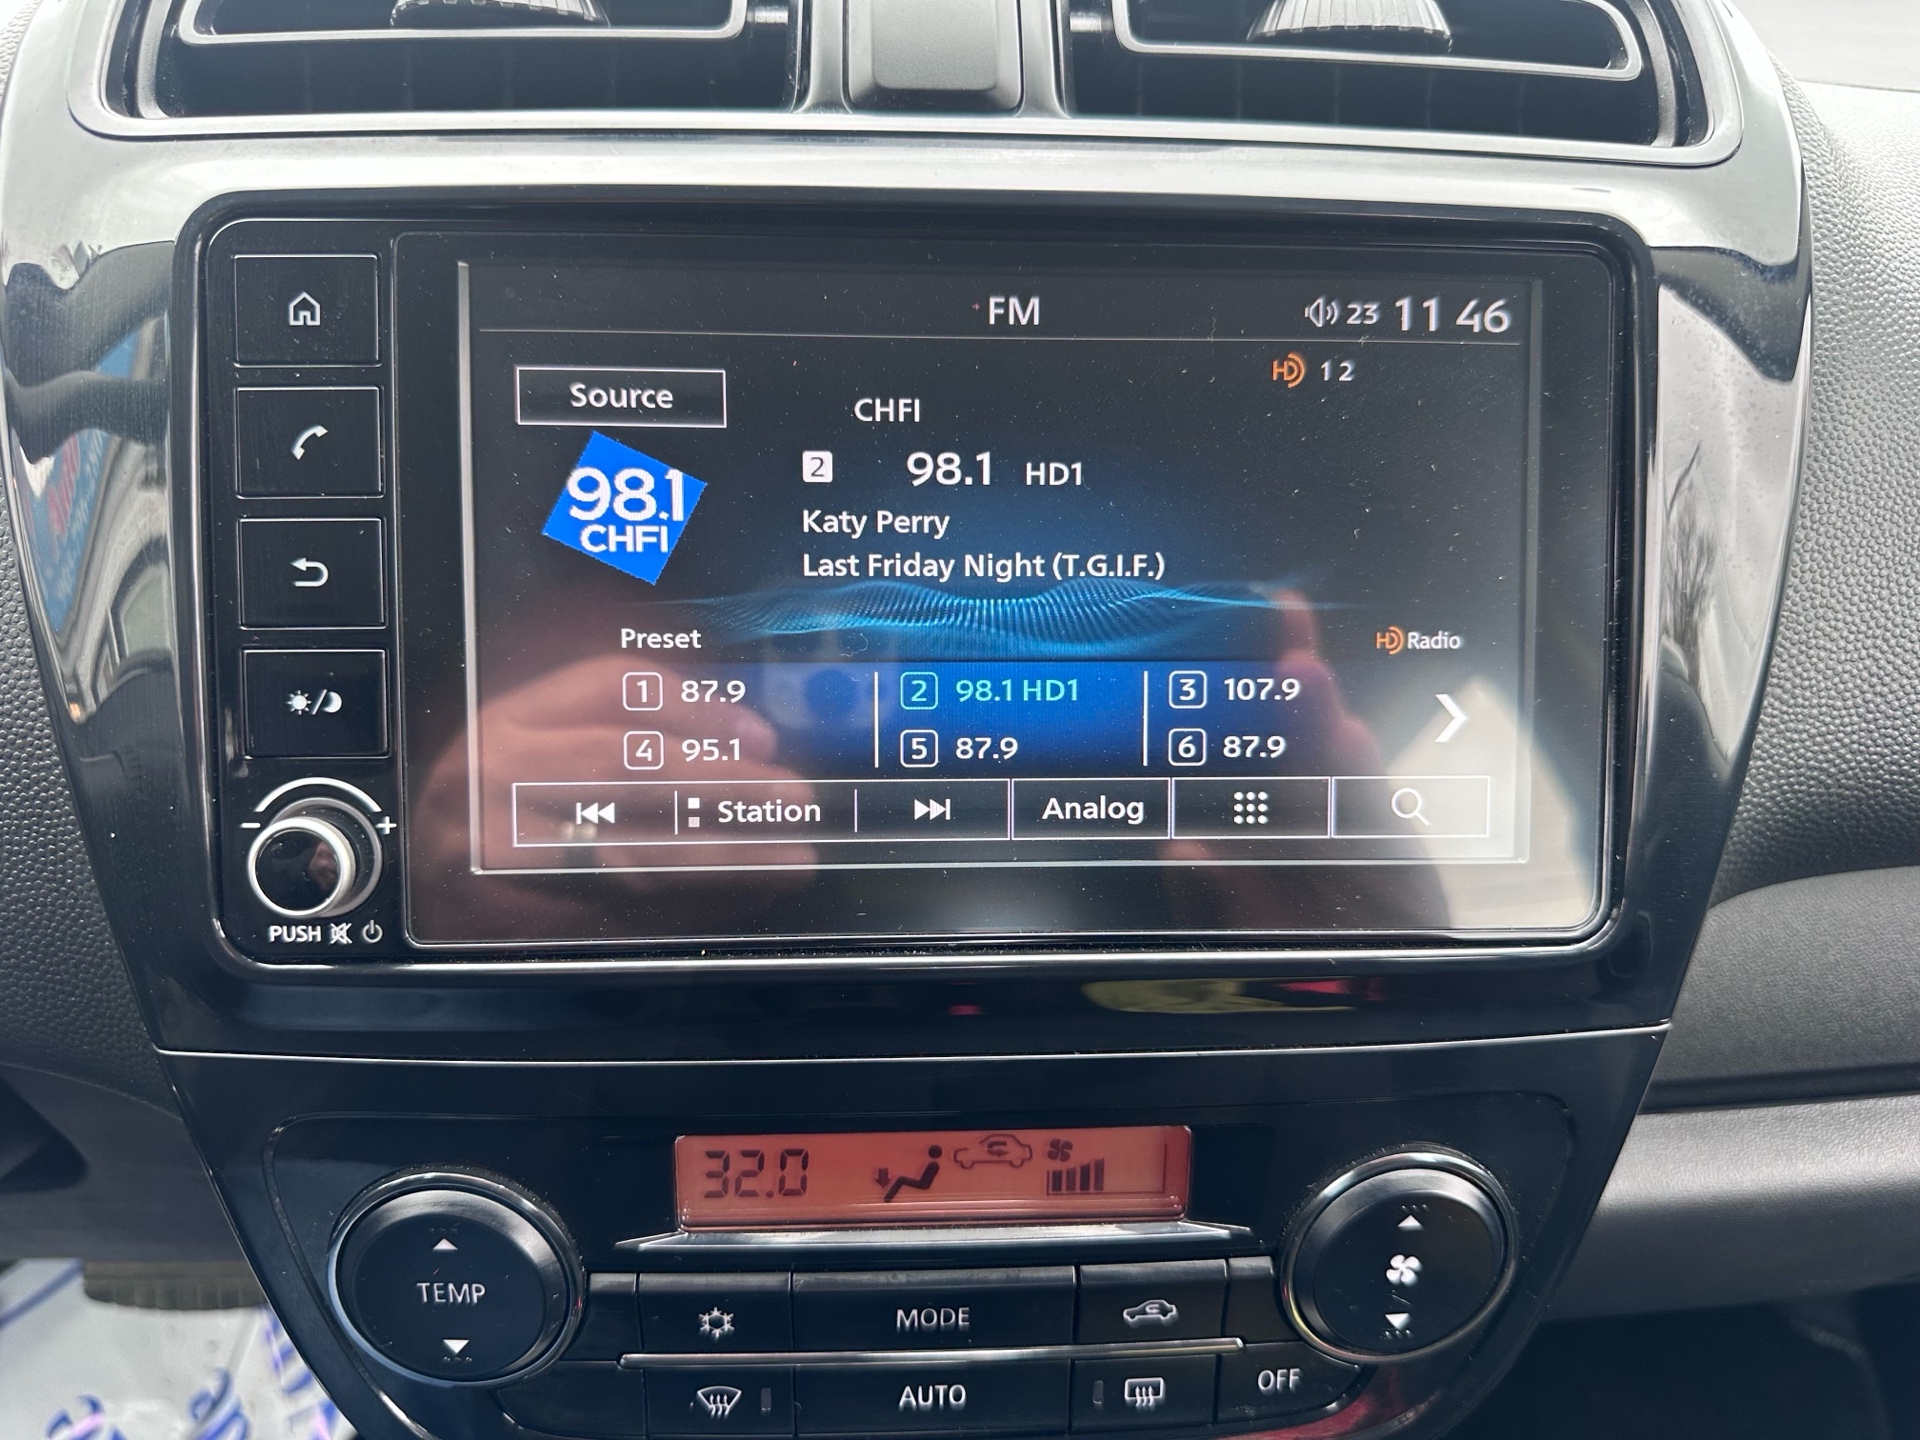 FM
23 11 46
HD 1 2
Source
CHFI
2 98.1 HD1
98.1
CHFI
Katy Perry
Last Friday Night (T.G.I.F.)
Preset
HD Radio
1 87.9
2 98.1 HD1
3 107.9
4 95.1
5 87.9
6 87.9
Station
Analog
- +
PUSH
32.0
TEMP
MODE
AUTO
OFF